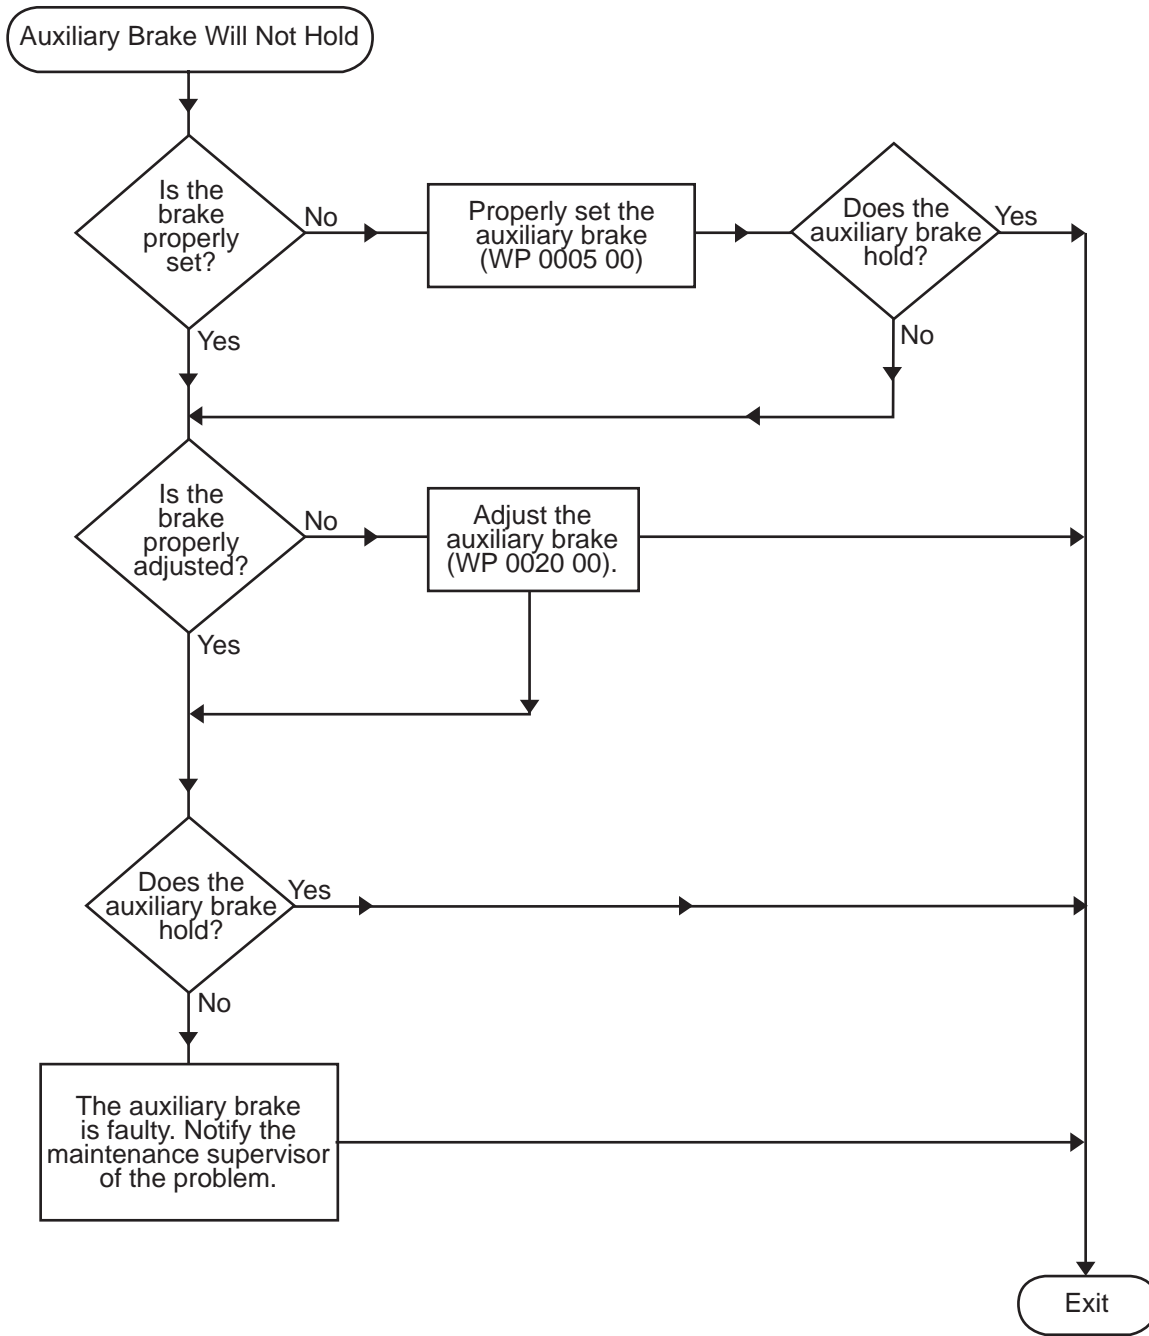 Auxiliary Brake Will Not Hold
Is the
brake
properly
set?
No
Properly set the
auxiliary brake
(WP 0005 00)
Does the
auxiliary brake
hold?
Yes
Yes
No
Is the
brake
properly
adjusted?
No
Adjust the
auxiliary brake
(WP 0020 00).
Yes
Does the
auxiliary brake
hold?
Yes
No
The auxiliary brake
is faulty. Notify the
maintenance supervisor
of the problem.
Exit